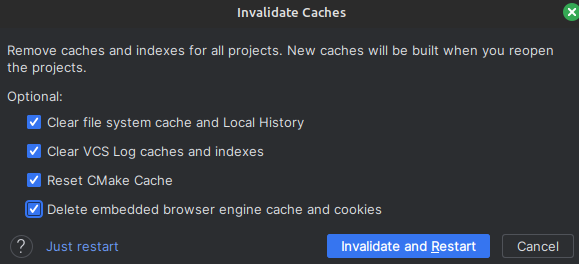 Invalidate Caches
Remove caches and indexes for all projects. New caches will be built when you reopen
the projects.
Optional:
Clear file system cache and Local History
Clear VCS Log caches and indexes
Reset CMake Cache
Delete embedded browser engine cache and cookies
? Just restart Invalidate and Restart Cancel